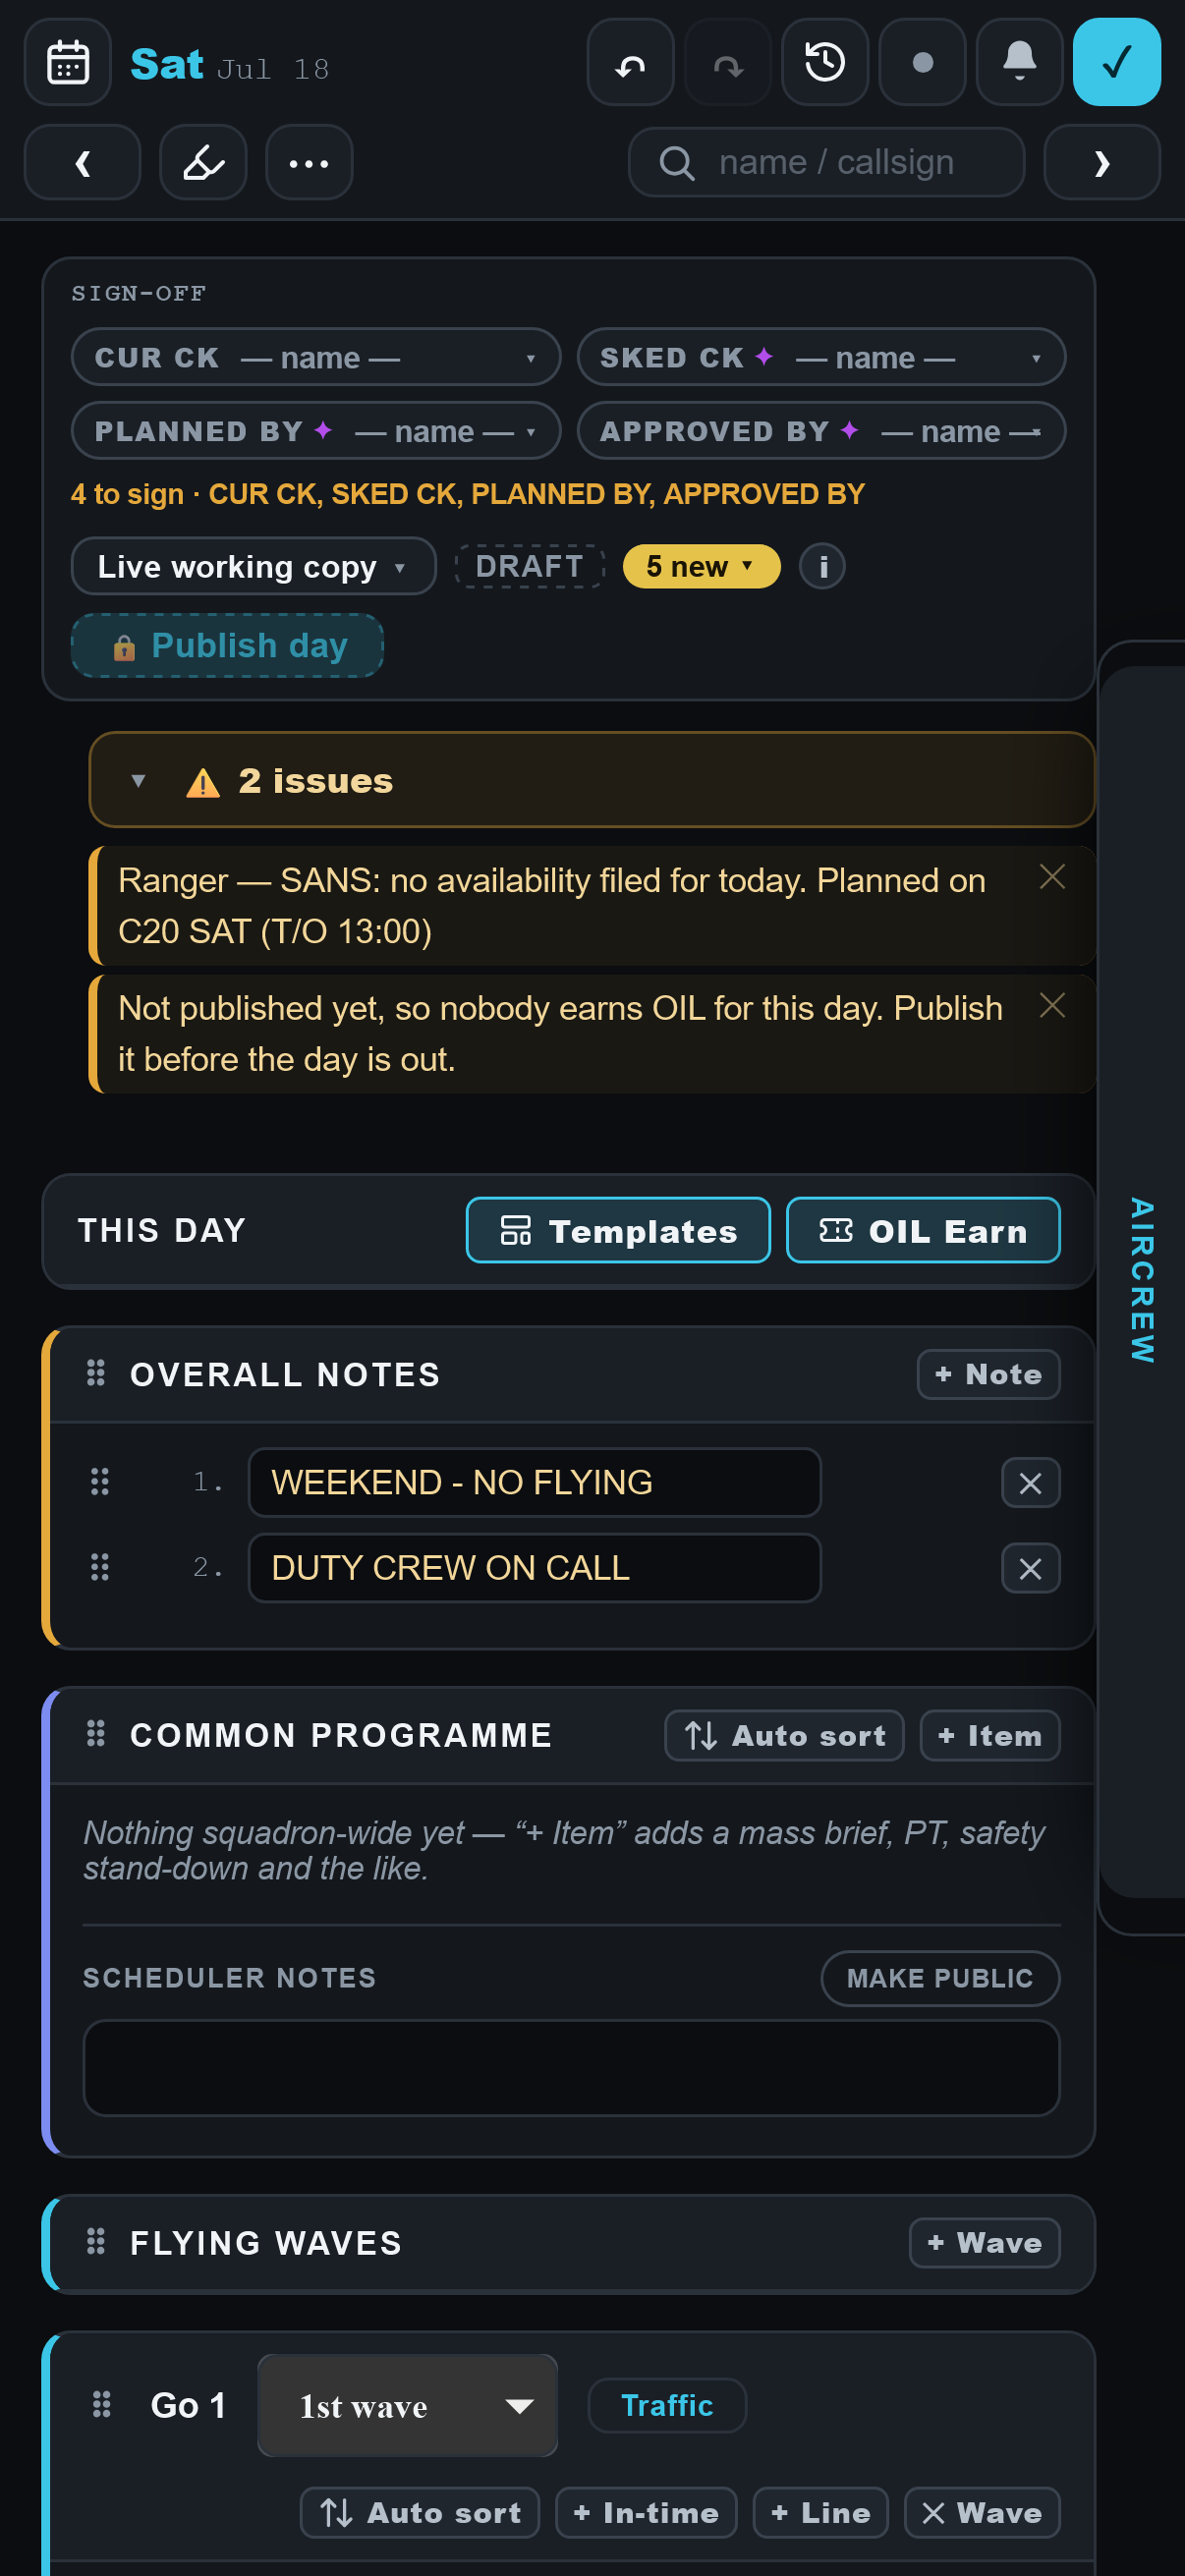 Sat Jul 18
name / callsign
SIGN-OFF
CUR CK — name —
SKED CK — name —
PLANNED BY — name —
APPROVED BY — name —
4 to sign · CUR CK, SKED CK, PLANNED BY, APPROVED BY
Live working copy DRAFT 5 new i
Publish day
2 issues
Ranger — SANS: no availability filed for today. Planned on
C20 SAT (T/O 13:00)
Not published yet, so nobody earns OIL for this day. Publish
it before the day is out.
AIRCREW
THIS DAY Templates OIL Earn
OVERALL NOTES + Note
1. WEEKEND - NO FLYING
2. DUTY CREW ON CALL
COMMON PROGRAMME Auto sort + Item
Nothing squadron-wide yet — “+ Item” adds a mass brief, PT, safety
stand-down and the like.
SCHEDULER NOTES MAKE PUBLIC
FLYING WAVES + Wave
Go 1 1st wave Traffic
Auto sort + In-time + Line × Wave